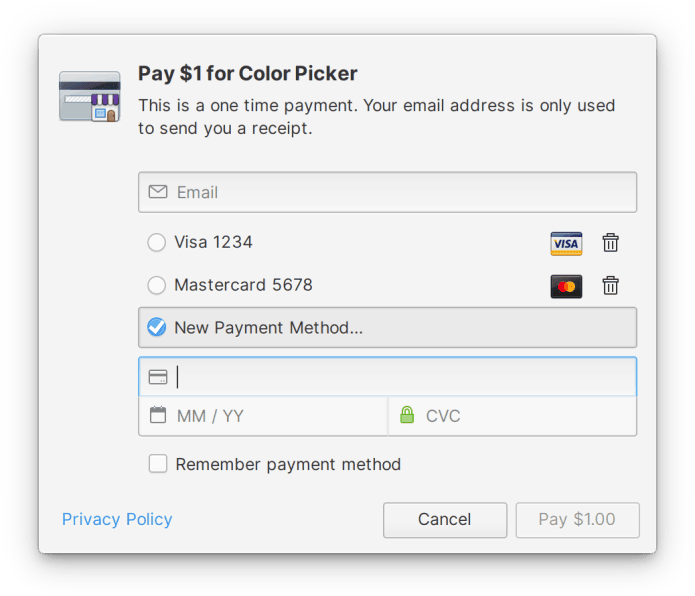 Pay $1 for Color Picker
This is a one time payment. Your email address is only used
to send you a receipt.
Email
Visa 1234
VISA
Mastercard 5678
New Payment Method...
MM / YY
CVC
Remember payment method
Privacy Policy
Cancel
Pay $1.00